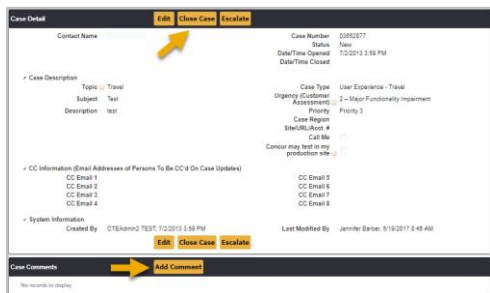 Case Detail Edit Close Case Escalate
Contact Name Case Number 03552877
Status New
Date/Time Opened 7/2/2013 3:59 PM
Date/Time Closed
Case Description
Topic Travel Case Type User Experience - Travel
Subject Test Urgency (Customer Assessment) 2 – Major Functionality Impairment
Description test Priority Priority 3
Case Region
Site/URL/Acct. #
Call Me
Concur may test in my production site
CC Information (Email Addresses of Persons To Be CC'd On Case Updates)
CC Email 1 CC Email 5
CC Email 2 CC Email 6
CC Email 3 CC Email 7
CC Email 4 CC Email 8
System Information
Created By CTEAdmin2 TEST, 7/2/2013 3:59 PM Last Modified By Jennifer Barber, 5/19/2017 8:46 AM
Edit Close Case Escalate
Case Comments Add Comment
No records to display